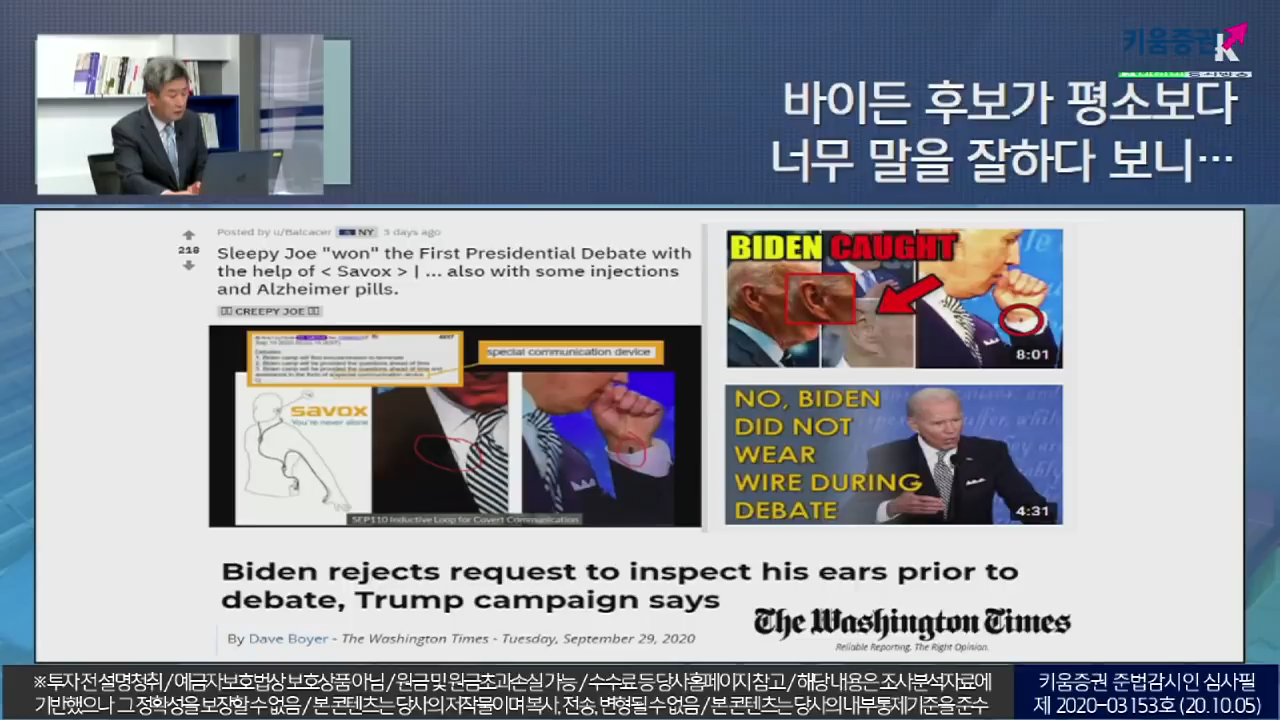 키움증권
바이든 후보가 평소보다
너무 말을 잘하다 보니…
Posted by u/Balcacer NY 3 days ago
218
Sleepy Joe "won" the First Presidential Debate with
the help of < Savox > | ... also with some injections
and Alzheimer pills.
CREEPY JOE
special communication device
savox
You're never alone
SEP110 Inductive Loop for Covert Communication
BIDEN CAUGHT
8:01
NO, BIDEN
DID NOT
WEAR
WIRE DURING
DEBATE
4:31
Biden rejects request to inspect his ears prior to
debate, Trump campaign says
By Dave Boyer - The Washington Times - Tuesday, September 29, 2020
The Washington Times
Reliable Reporting. The Right Opinion.
※ 투자 전 설명청취 / 예금자보호법상 보호상품 아님 / 원금 및 원금초과손실 가능 / 수수료 등 당사 홈페이지 참고 / 해당 내용은 조사분석자료에
기반했으나 그 정확성을 보장할 수 없음 / 본 콘텐츠는 당사의 저작물이며 복사, 전송, 변형될 수 없음 / 본 콘텐츠는 당사의 내부통제기준을 준수
키움증권 준법감시인 심사필
제 2020-03153호 (20.10.05)